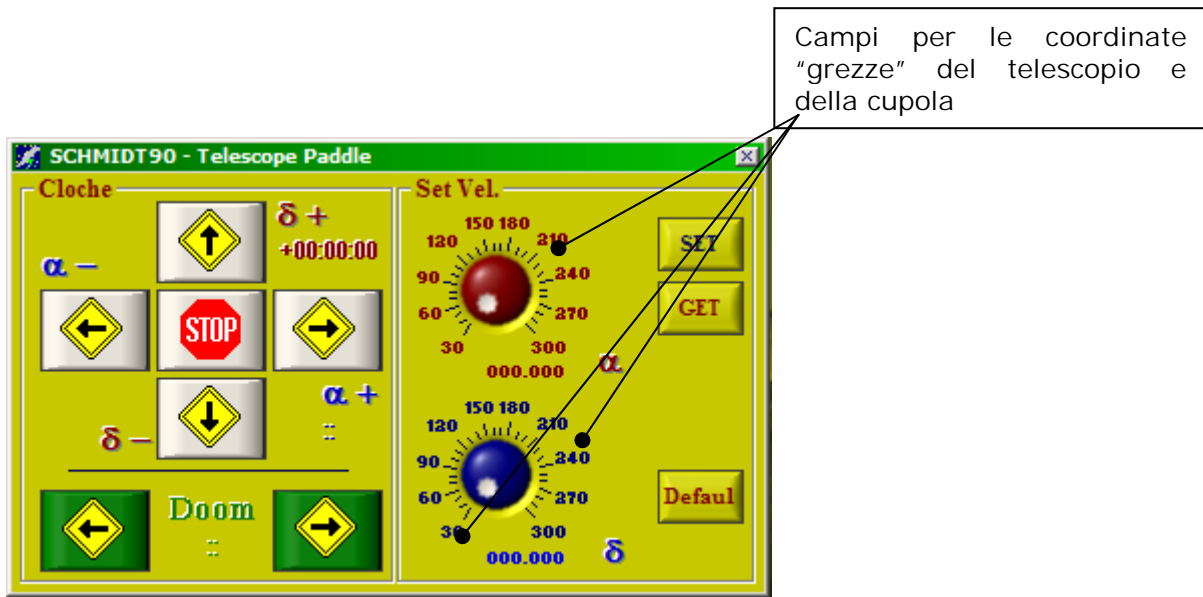 Campi per le coordinate
“grezze” del telescopio e
della cupola
SCHMIDT90 - Telescope Paddle
Cloche
δ +
+00:00:00
α −
STOP
α +
::
δ −
Doom
::
Set Vel.
150 180
120 210
90 240
60 270
30 300
000.000
α
150 180
120 210
90 240
60 270
30 300
000.000
δ
SET
GET
Defaul